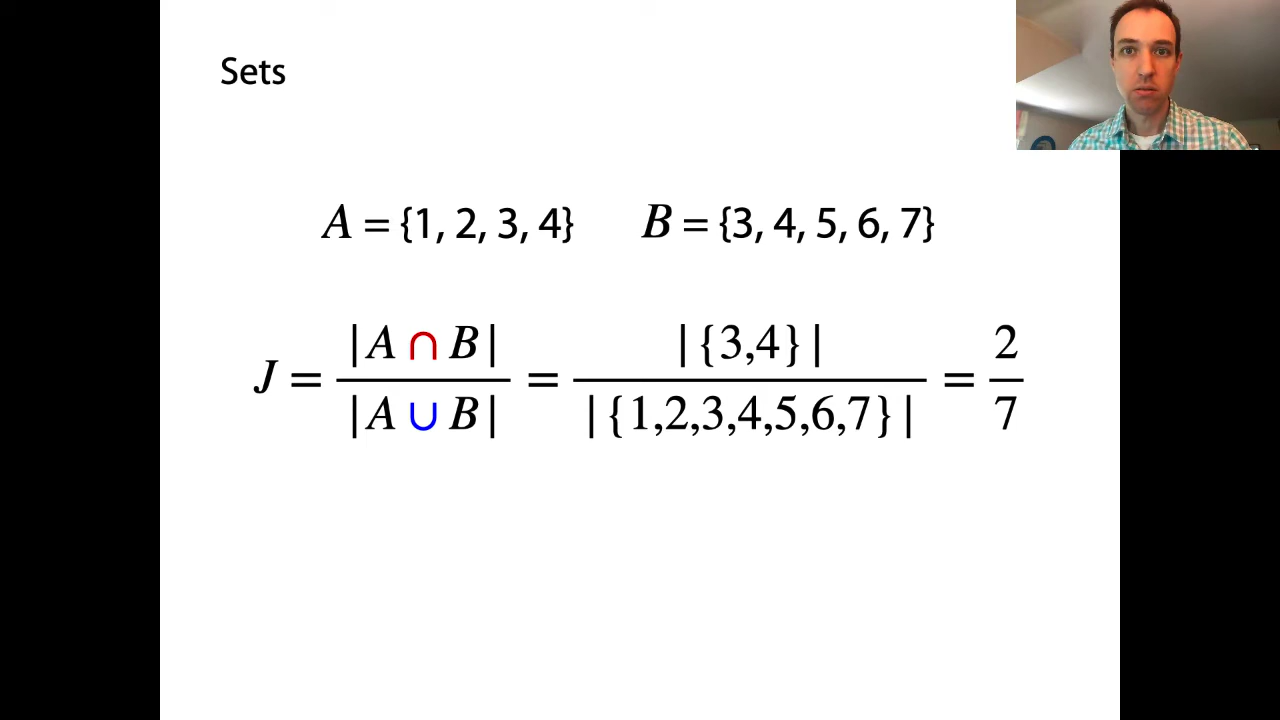 Sets
A = {1, 2, 3, 4} B = {3, 4, 5, 6, 7}
J = |A ∩ B| / |A ∪ B| = |{3,4}| / |{1,2,3,4,5,6,7}| = 2 / 7